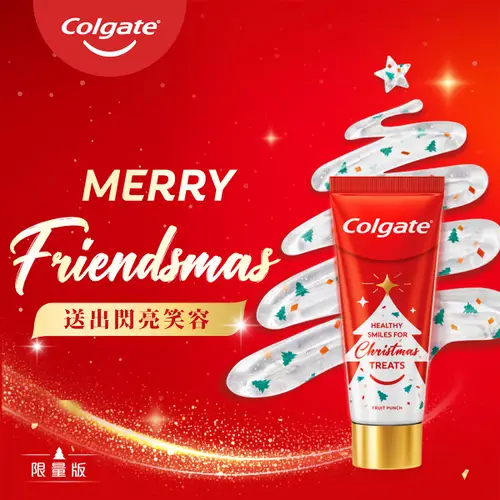 Colgate®
MERRY
Friendsmas
送出閃亮笑容
Colgate®
HEALTHY
SMILES FOR
Christmas
TREATS
FRUIT PUNCH
限量版